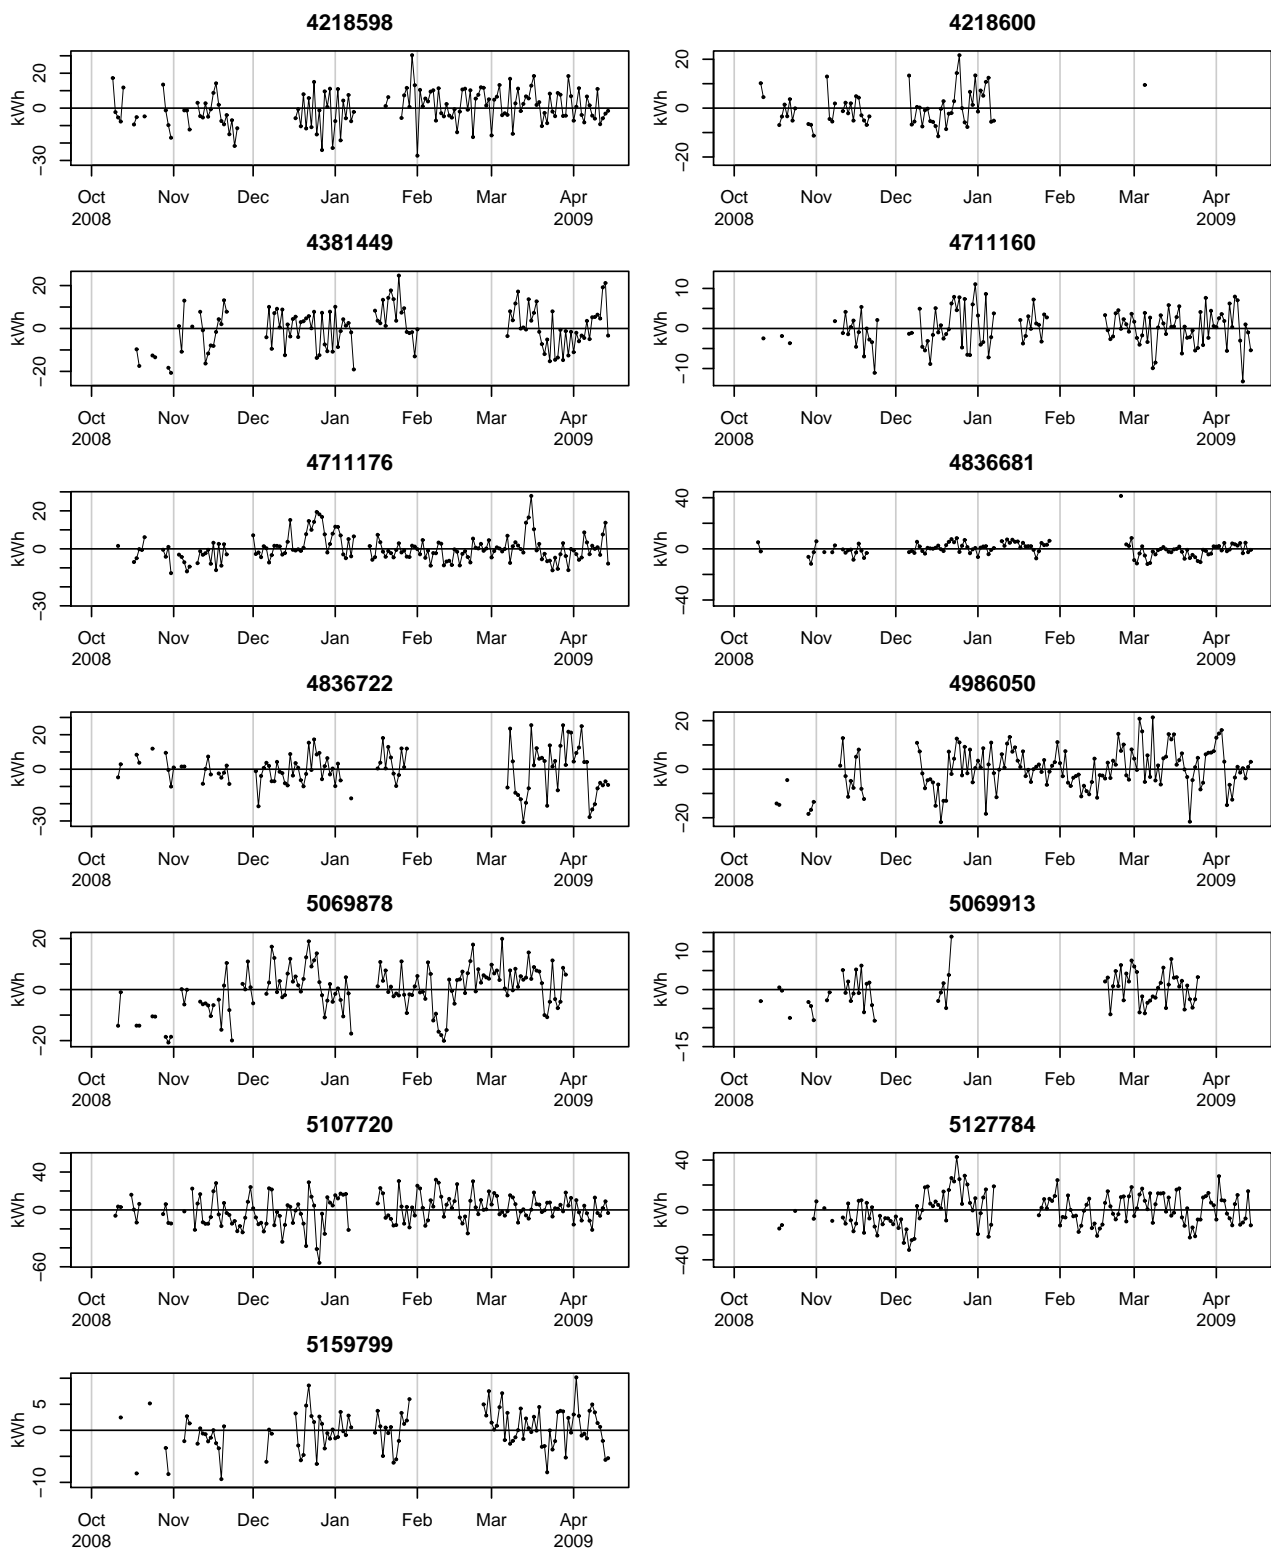 4218598
4218600
kWh
20
0
−30
Oct
2008
Nov
Dec
Jan
Feb
Mar
Apr
2009
kWh
20
0
−20
Oct
2008
Nov
Dec
Jan
Feb
Mar
Apr
2009
4381449
4711160
kWh
20
0
−20
Oct
2008
Nov
Dec
Jan
Feb
Mar
Apr
2009
kWh
10
0
−10
Oct
2008
Nov
Dec
Jan
Feb
Mar
Apr
2009
4711176
4836681
kWh
20
0
−30
Oct
2008
Nov
Dec
Jan
Feb
Mar
Apr
2009
kWh
40
0
−40
Oct
2008
Nov
Dec
Jan
Feb
Mar
Apr
2009
4836722
4986050
kWh
20
0
−30
Oct
2008
Nov
Dec
Jan
Feb
Mar
Apr
2009
kWh
20
0
−20
Oct
2008
Nov
Dec
Jan
Feb
Mar
Apr
2009
5069878
5069913
kWh
20
0
−20
Oct
2008
Nov
Dec
Jan
Feb
Mar
Apr
2009
kWh
10
0
−15
Oct
2008
Nov
Dec
Jan
Feb
Mar
Apr
2009
5107720
5127784
kWh
40
0
−60
Oct
2008
Nov
Dec
Jan
Feb
Mar
Apr
2009
kWh
40
0
−40
Oct
2008
Nov
Dec
Jan
Feb
Mar
Apr
2009
5159799
kWh
5
0
−10
Oct
2008
Nov
Dec
Jan
Feb
Mar
Apr
2009